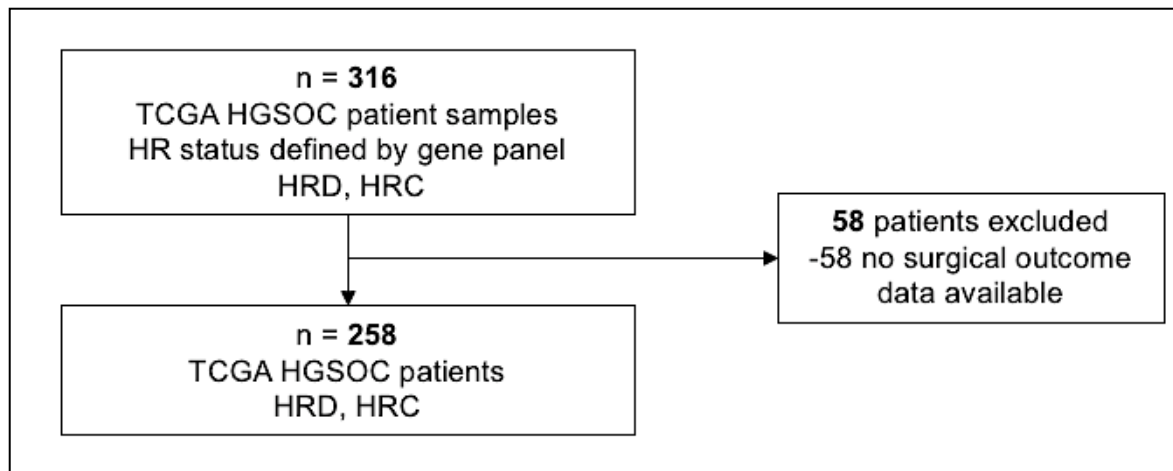 n = 316
TCGA HGSOC patient samples
HR status defined by gene panel
HRD, HRC
58 patients excluded
-58 no surgical outcome
data available
n = 258
TCGA HGSOC patients
HRD, HRC